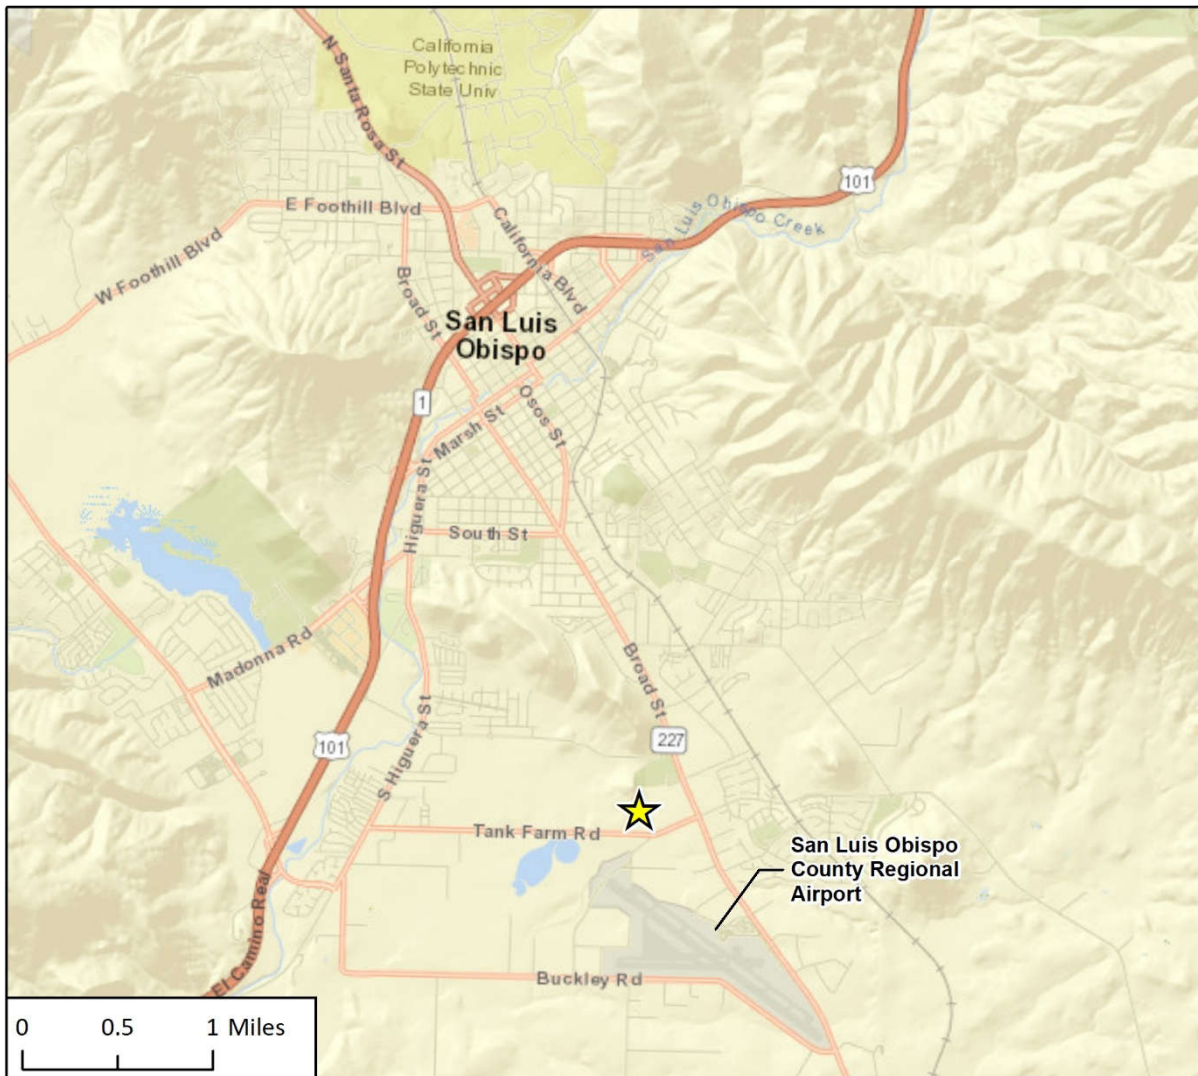 California
Polytechnic
State Univ
N Santa Rosa St
101
E Foothill Blvd
San Luis Obispo Creek
California Blvd
W Foothill Blvd
Broad St
San Luis
Obispo
1
Osos St
Marsh St
Higuera St
South St
Madonna Rd
Broad St
227
101
S Higuera St
Tank Farm Rd
San Luis Obispo
County Regional
Airport
El Camino Real
Buckley Rd
0 0.5 1 Miles